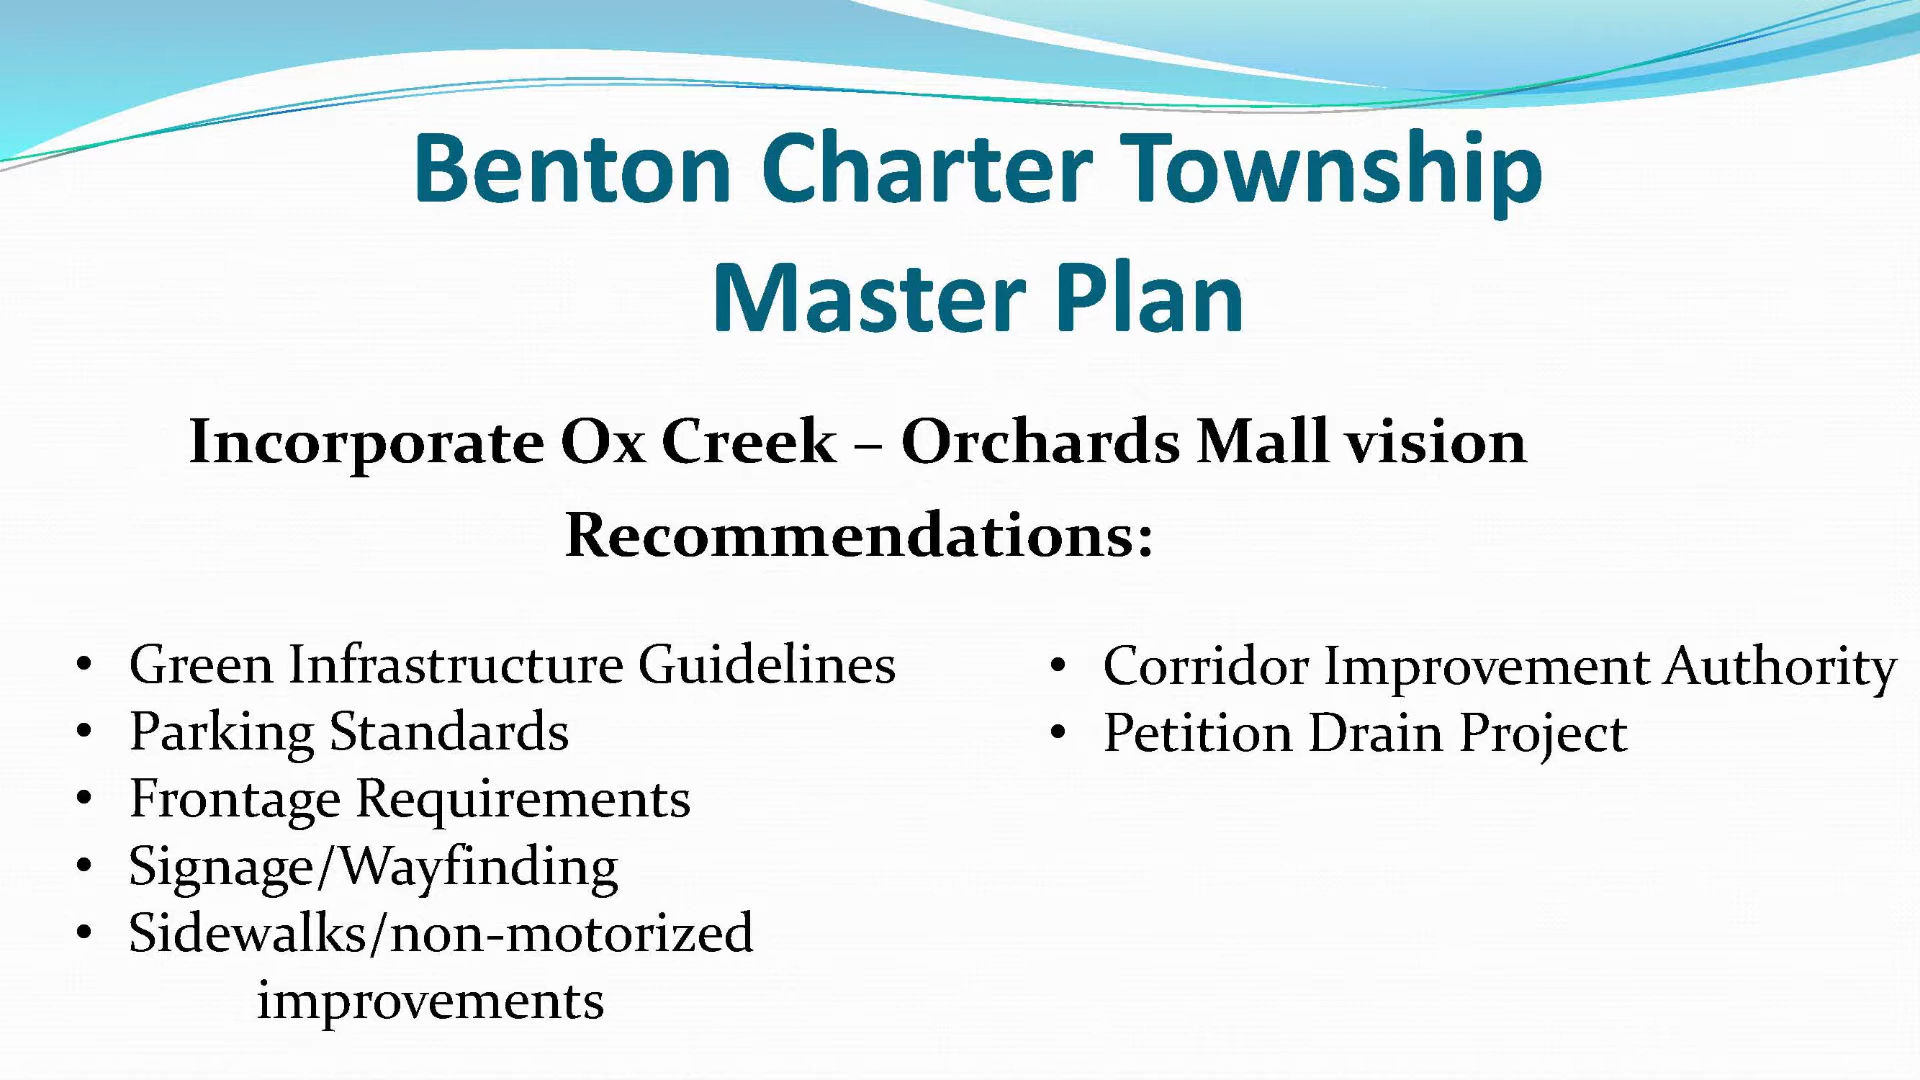 Benton Charter Township
Master Plan
Incorporate Ox Creek – Orchards Mall vision
Recommendations:
• Green Infrastructure Guidelines
• Parking Standards
• Frontage Requirements
• Signage/Wayfinding
• Sidewalks/non-motorized
improvements
• Corridor Improvement Authority
• Petition Drain Project